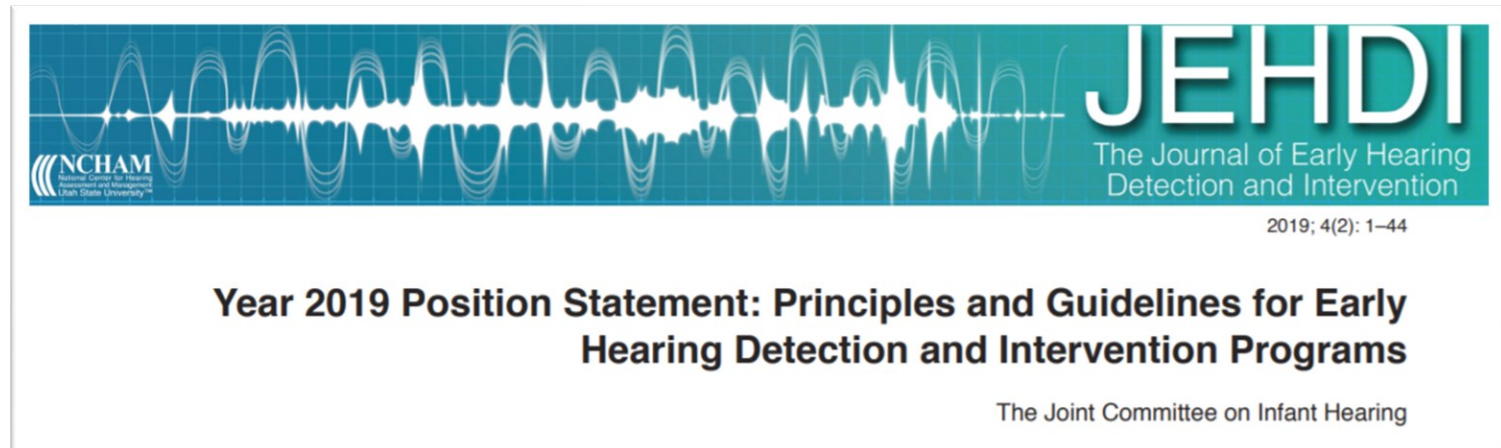 NCHAM
National Center for Hearing
Assessment and Management
Utah State University™
JEHDI
The Journal of Early Hearing
Detection and Intervention
2019; 4(2): 1–44
Year 2019 Position Statement: Principles and Guidelines for Early
Hearing Detection and Intervention Programs
The Joint Committee on Infant Hearing